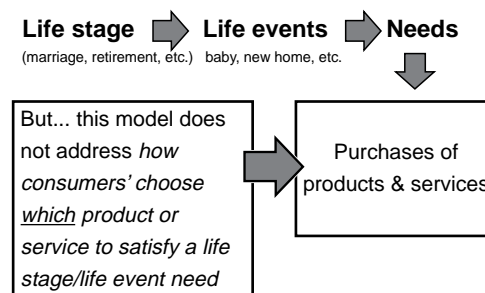 Life stage Life events Needs
(marriage, retirement, etc.) baby, new home, etc.
But... this model does
not address how
consumers’ choose
which product or
service to satisfy a life
stage/life event need
Purchases of
products & services